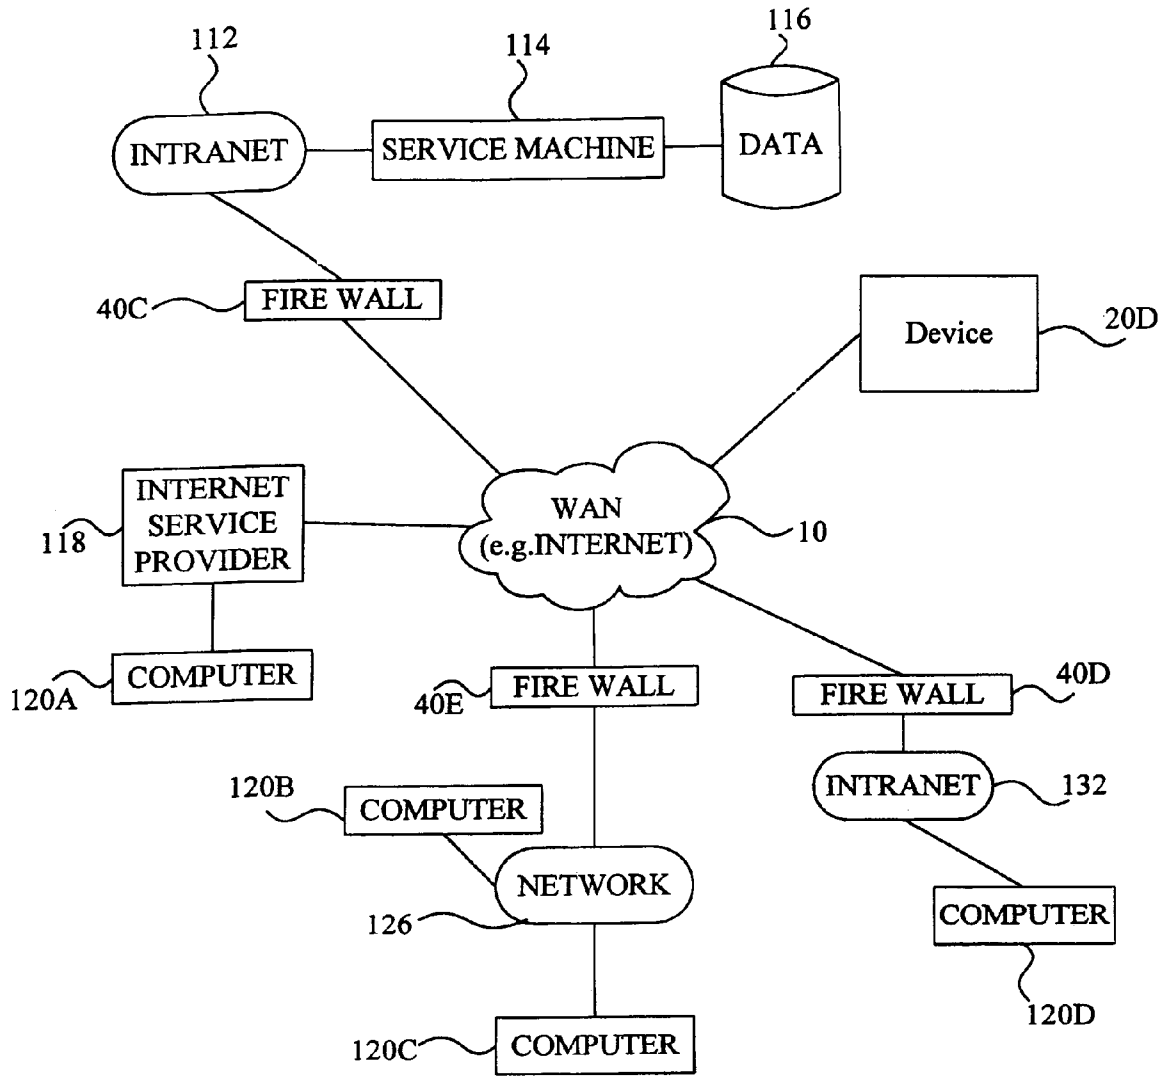 112
114
116
INTRANET
SERVICE MACHINE
DATA
40C
FIRE WALL
Device
20D
INTERNET
SERVICE
PROVIDER
118
WAN
(e.g.INTERNET)
10
COMPUTER
120A
FIRE WALL
40E
FIRE WALL
40D
120B
COMPUTER
INTRANET
132
NETWORK
126
COMPUTER
120D
120C
COMPUTER